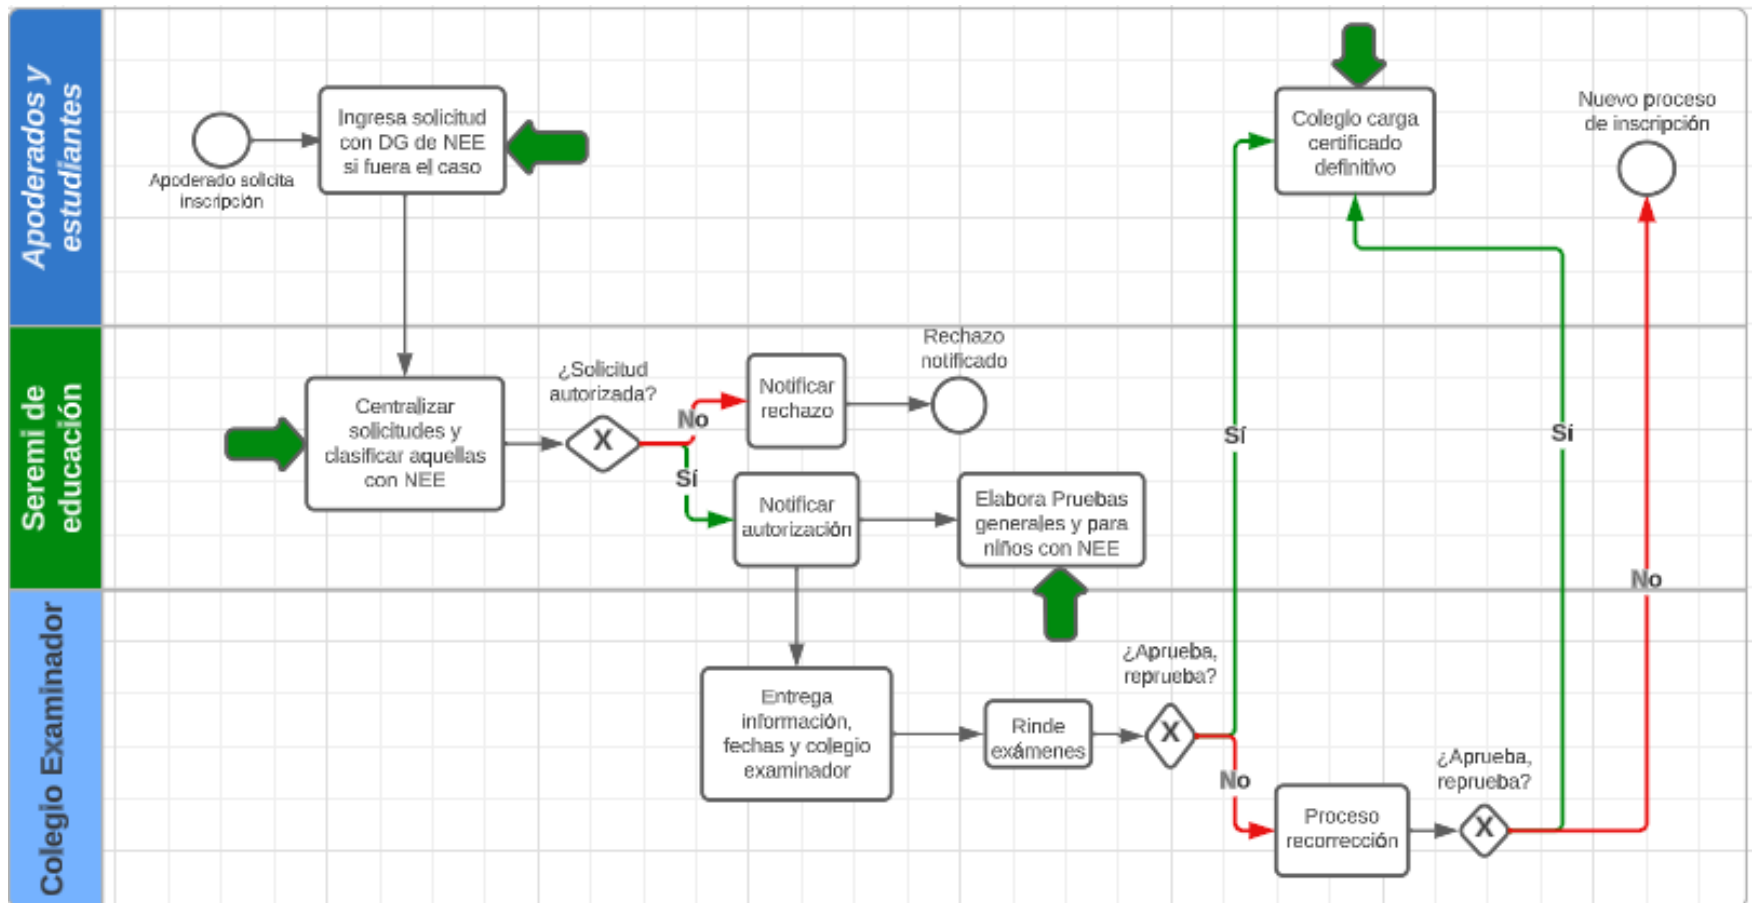 Apoderados y
estudiantes
Apoderado solicita
inscripción
Ingresa solicitud
con DG de NEE
si fuera el caso
Colegio carga
certificado
definitivo
Nuevo proceso
de inscripción
Seremi de
educación
Centralizar
solicitudes y
clasificar aquellas
con NEE
¿Solicitud
autorizada?
X
No
Sí
Notificar
rechazo
Rechazo
notificado
Notificar
autorización
Elabora Pruebas
generales y para
niños con NEE
Sí
Sí
No
Colegio Examinador
Entrega
información,
fechas y colegio
examinador
Rinde
exámenes
¿Aprueba,
reprueba?
X
No
Proceso
recorrección
¿Aprueba,
reprueba?
X